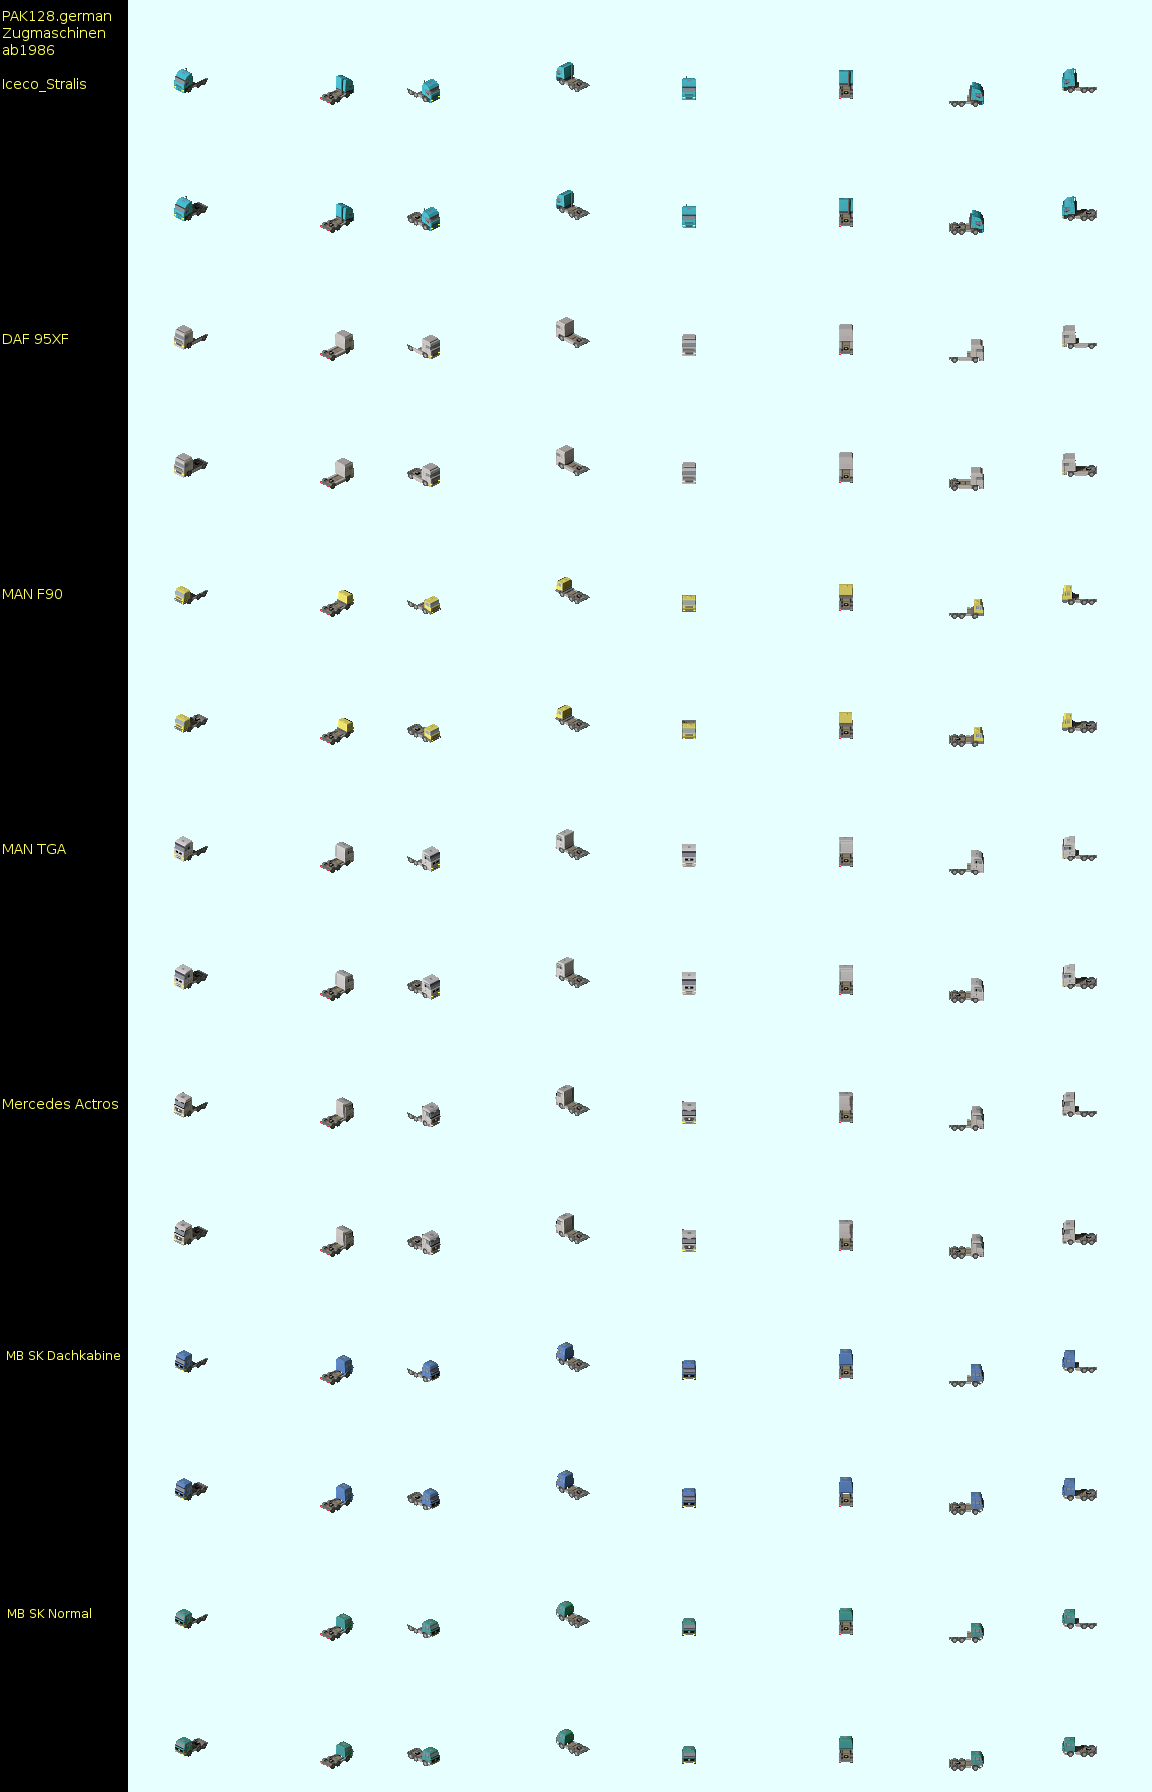 PAK128.german
Zugmaschinen
ab1986
Iceco_Stralis
DAF 95XF
MAN F90
MAN TGA
Mercedes Actros
MB SK Dachkabine
MB SK Normal